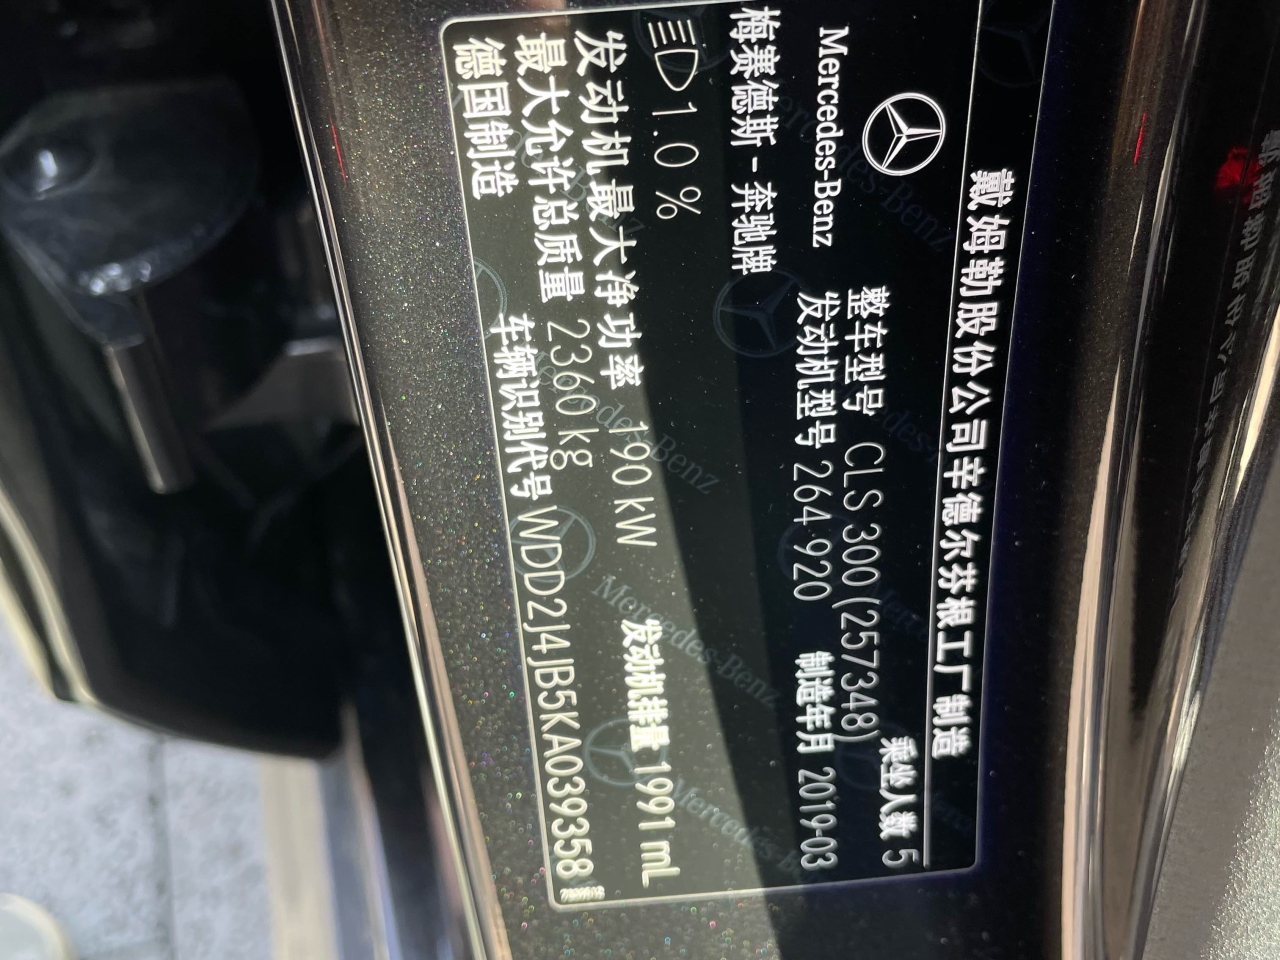 戴姆勒股份公司辛德尔芬根工厂制造
乘坐人数 5
Mercedes-Benz
整车型号 CLS 300 (257348)
发动机型号 264 920 制造年月 2019-03
梅赛德斯-奔驰牌
1.0 %
发动机最大净功率 190 kW 发动机排量 1991 mL
最大允许总质量 2360 kg
德国制造 车辆识别代号 WDD2J4JB5KA039358